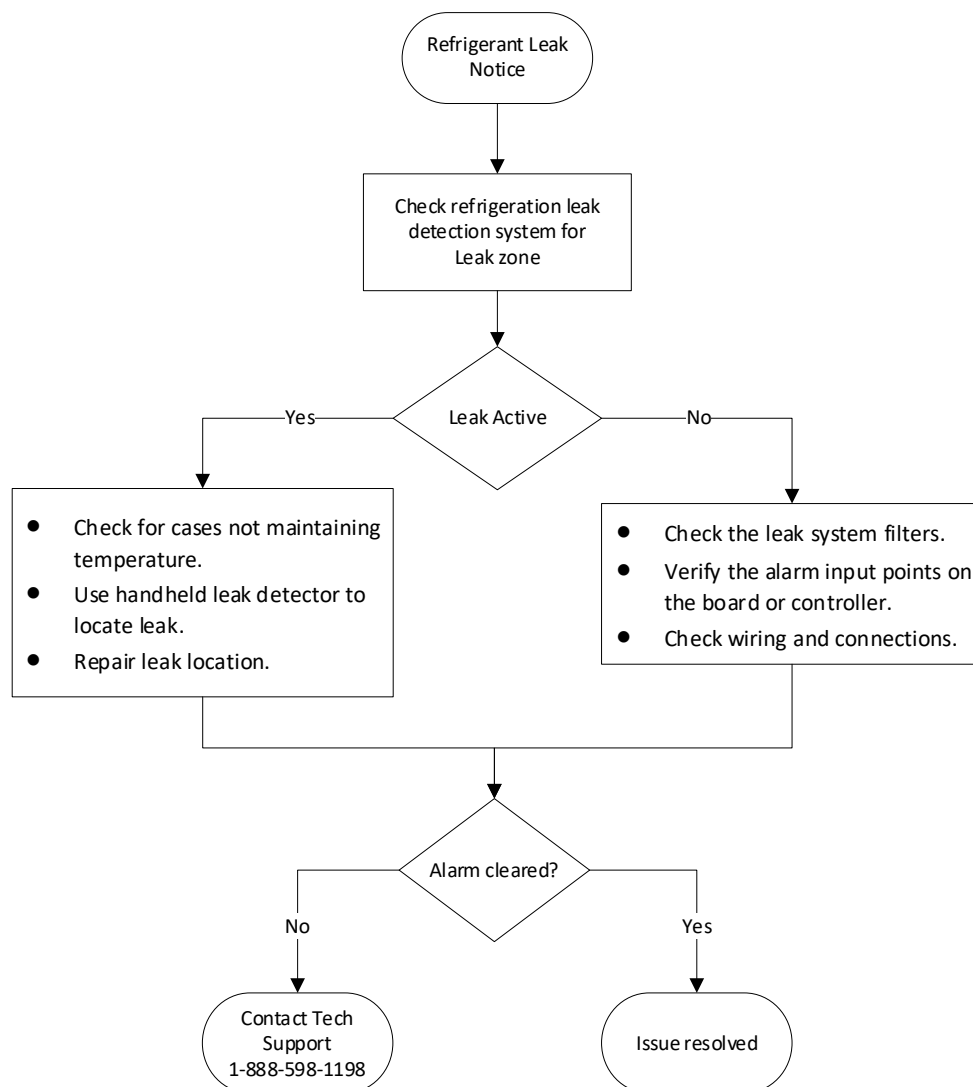 Refrigerant Leak
Notice
Check refrigeration leak
detection system for
Leak zone
Leak Active
Yes
No
● Check for cases not maintaining
temperature.
● Use handheld leak detector to
locate leak.
● Repair leak location.
● Check the leak system filters.
● Verify the alarm input points on
the board or controller.
● Check wiring and connections.
Alarm cleared?
No
Yes
Contact Tech
Support
1-888-598-1198
Issue resolved